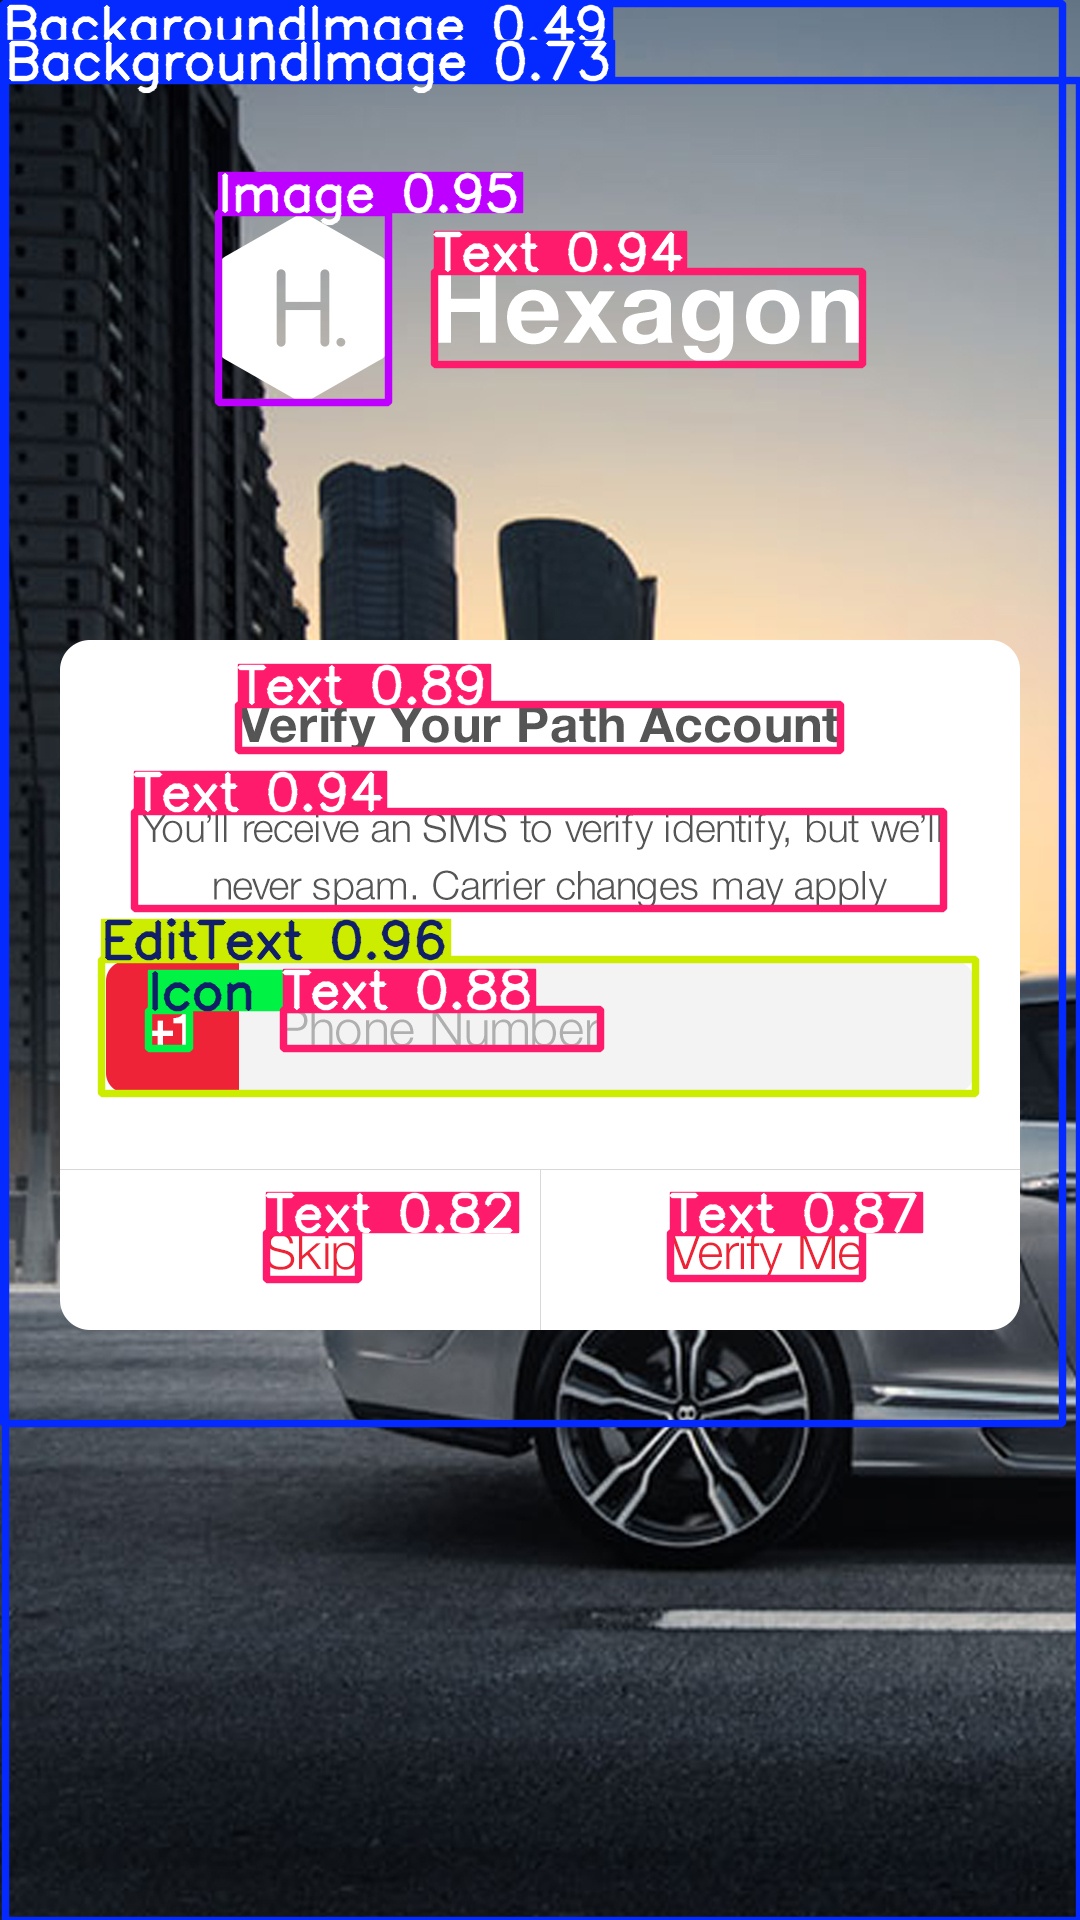 BackgroundImage 0.49
BackgroundImage 0.73
Image 0.95
H.
Text 0.94
Hexagon
Text 0.89
Verify Your Path Account
Text 0.94
You'll receive an SMS to verify identify, but we'll
never spam. Carrier changes may apply
EditText 0.96
Icon Text 0.88
+1 Phone Number
Text 0.82 Text 0.87
Skip Verify Me